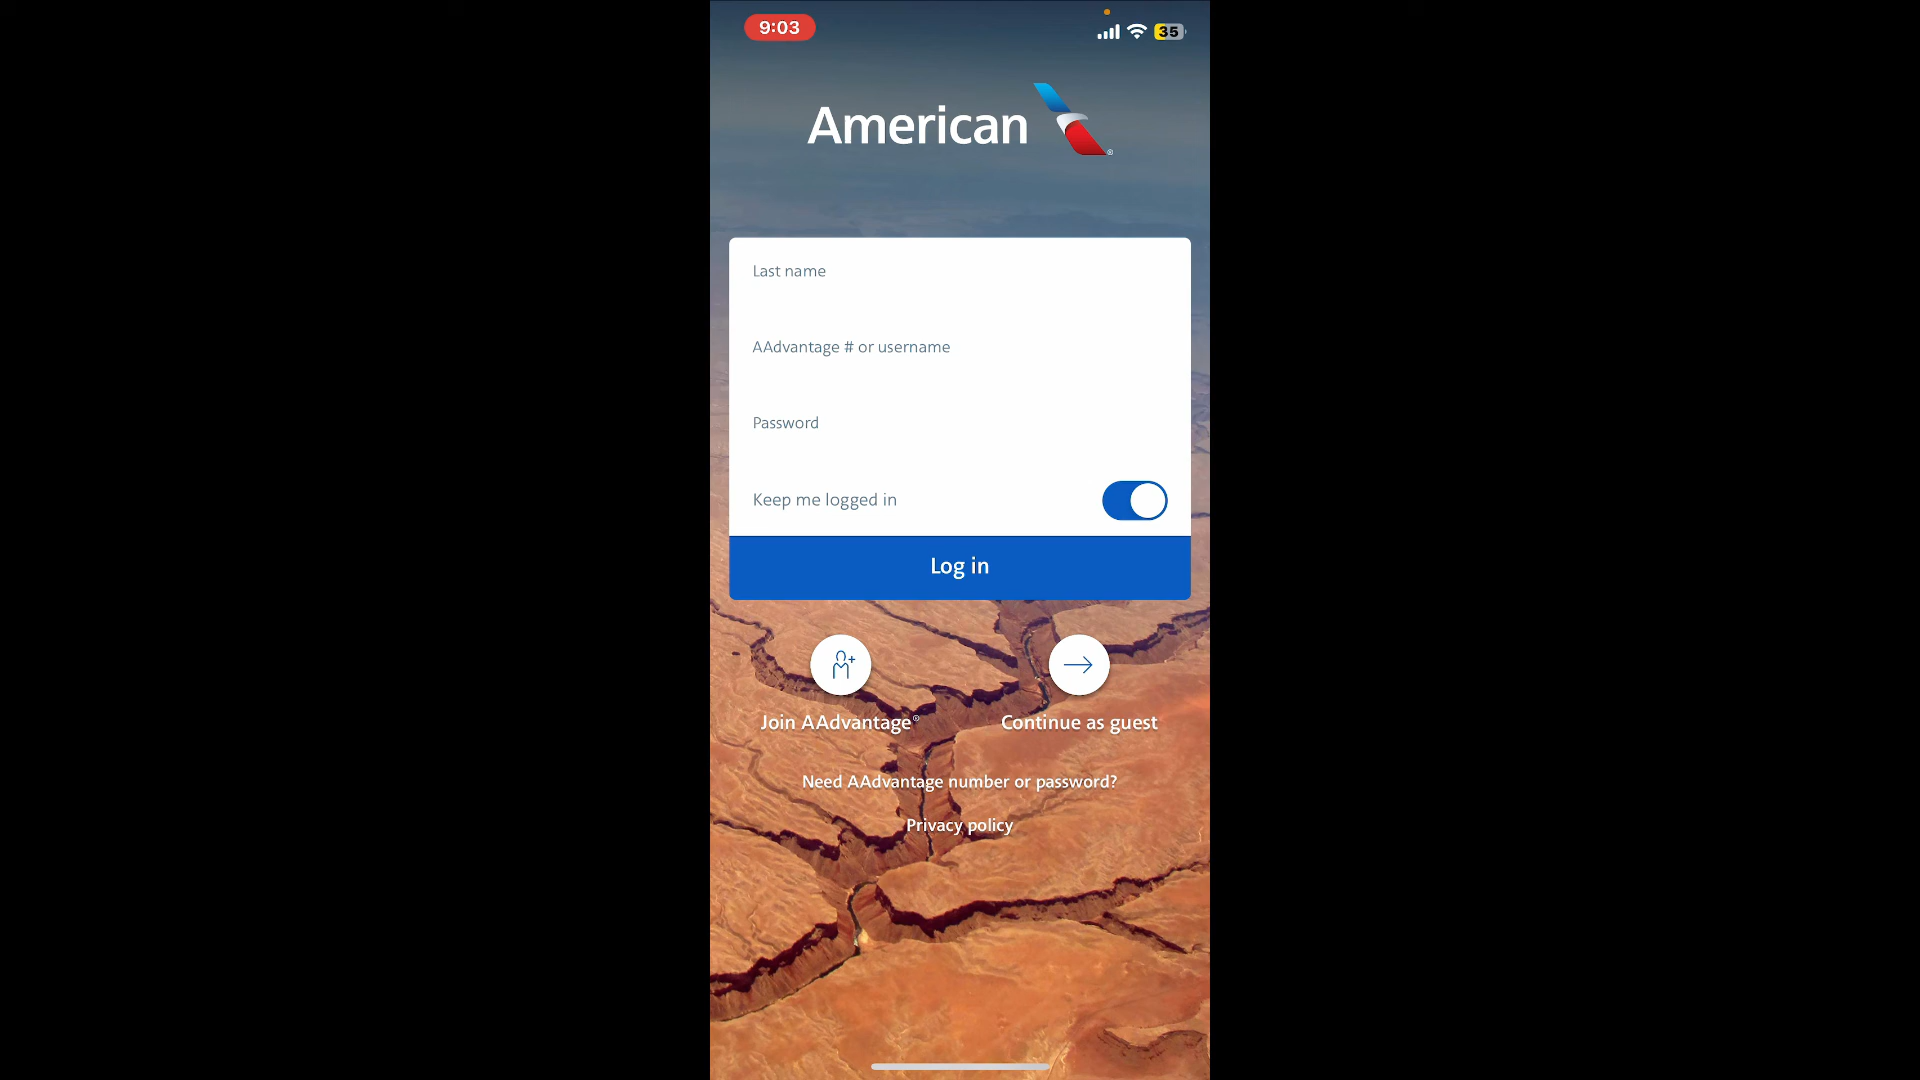 9:03
35
American
Last name
AAdvantage # or username
Password
Keep me logged in
Log in
Join AAdvantage®
Continue as guest
Need AAdvantage number or password?
Privacy policy